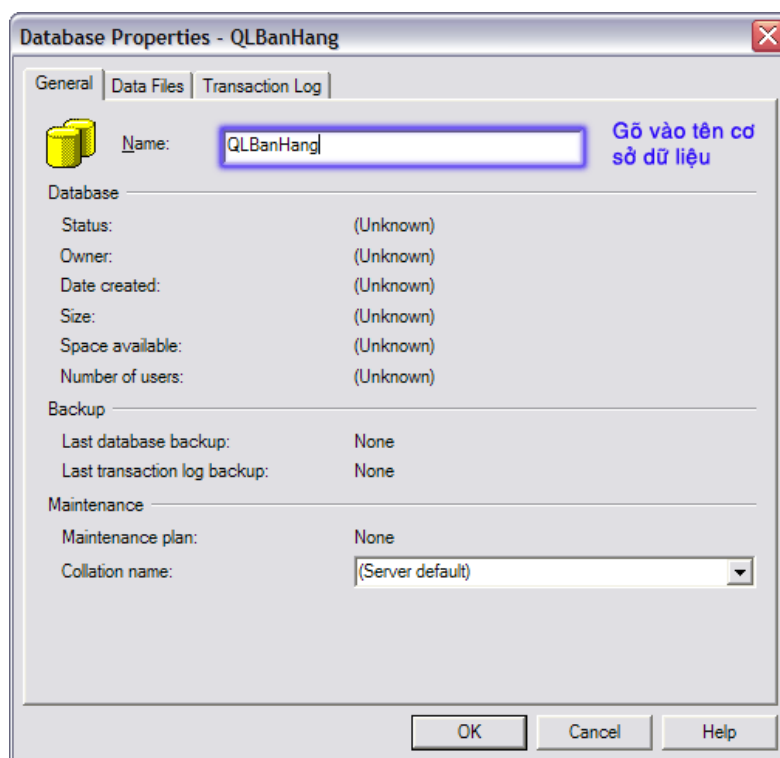 Database Properties - QLBanHang
General Data Files Transaction Log
Name: QLBanHang
Gõ vào tên cơ
sở dữ liệu
Database
Status: (Unknown)
Owner: (Unknown)
Date created: (Unknown)
Size: (Unknown)
Space available: (Unknown)
Number of users: (Unknown)
Backup
Last database backup: None
Last transaction log backup: None
Maintenance
Maintenance plan: None
Collation name: (Server default)
OK Cancel Help